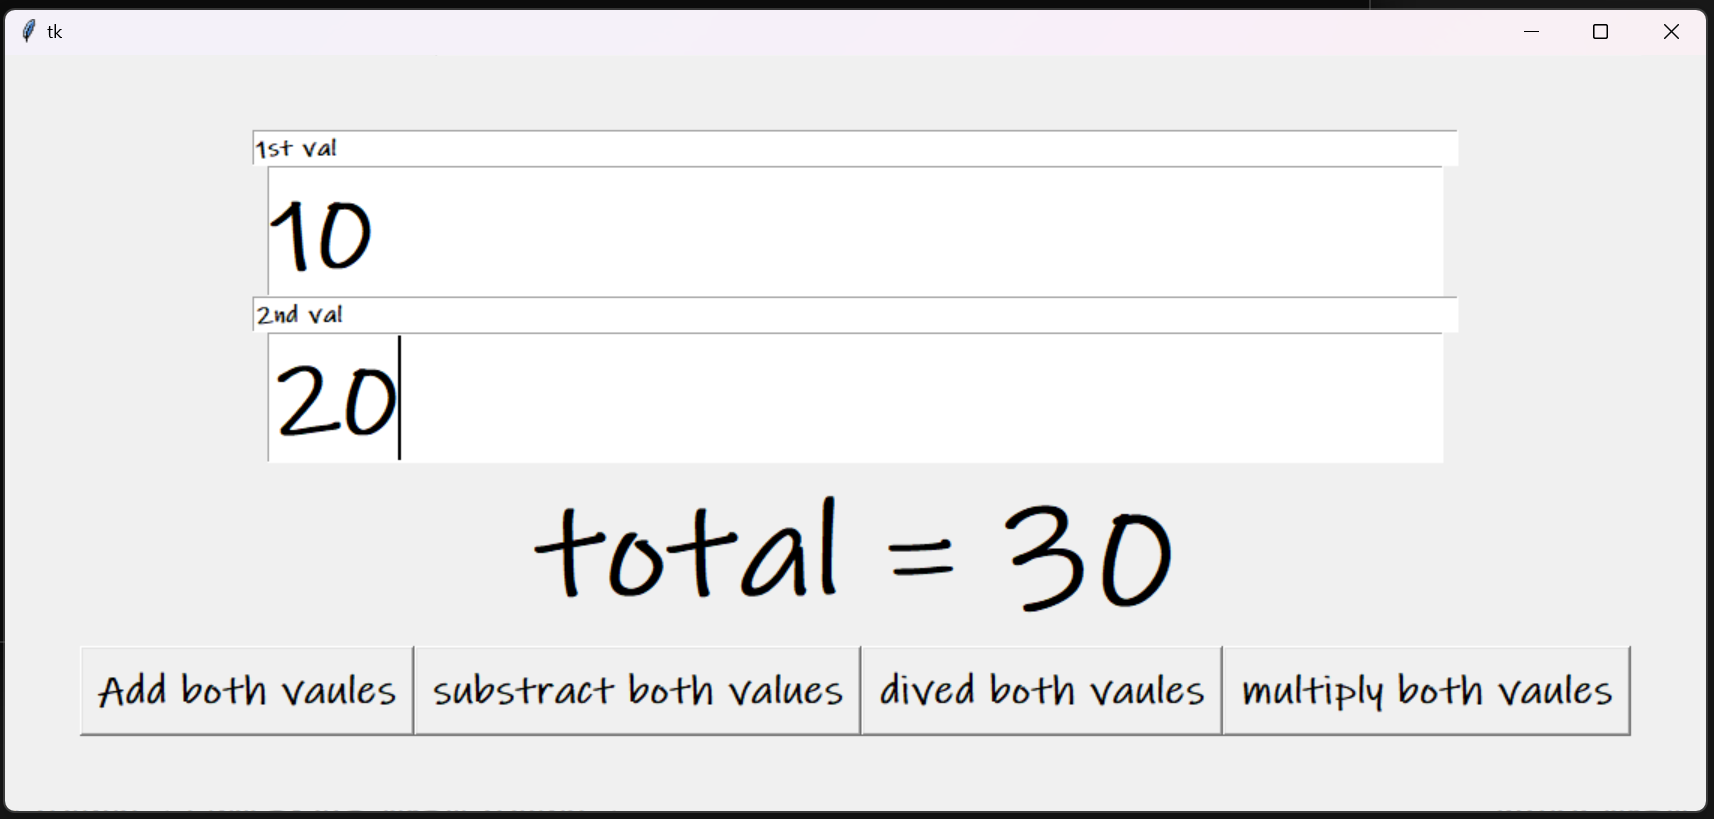 tk
1st val
10
2nd val
20
total = 30
Add both vaules substract both values dived both vaules multiply both vaules